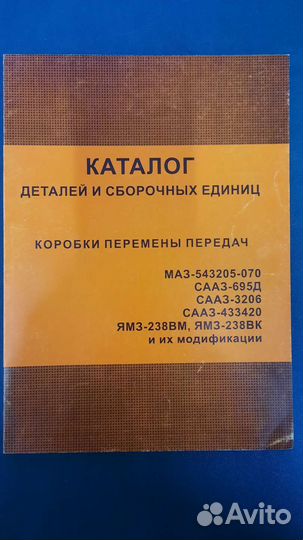 КАТАЛОГ
ДЕТАЛЕЙ И СБОРОЧНЫХ ЕДИНИЦ
КОРОБКИ ПЕРЕМЕНЫ ПЕРЕДАЧ
МАЗ-543205-070
СААЗ-695Д
СААЗ-3206
СААЗ-433420
ЯМЗ-238ВМ, ЯМЗ-238ВК
и их модификации
Avito